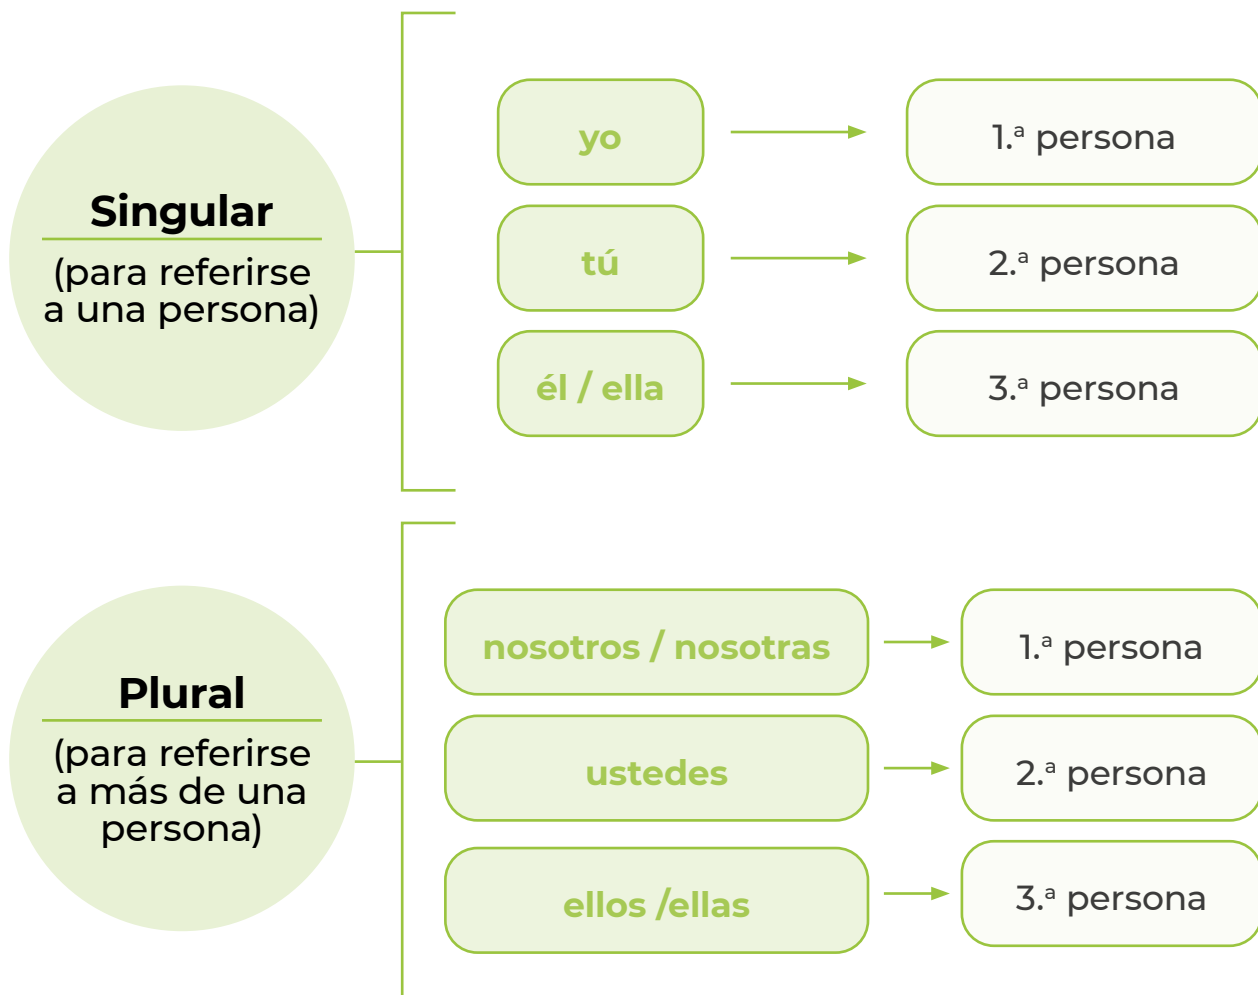 Singular
(para referirse
a una persona)
yo
1.ª persona
tú
2.ª persona
él / ella
3.ª persona
Plural
(para referirse
a más de una
persona)
nosotros / nosotras
1.ª persona
ustedes
2.ª persona
ellos /ellas
3.ª persona